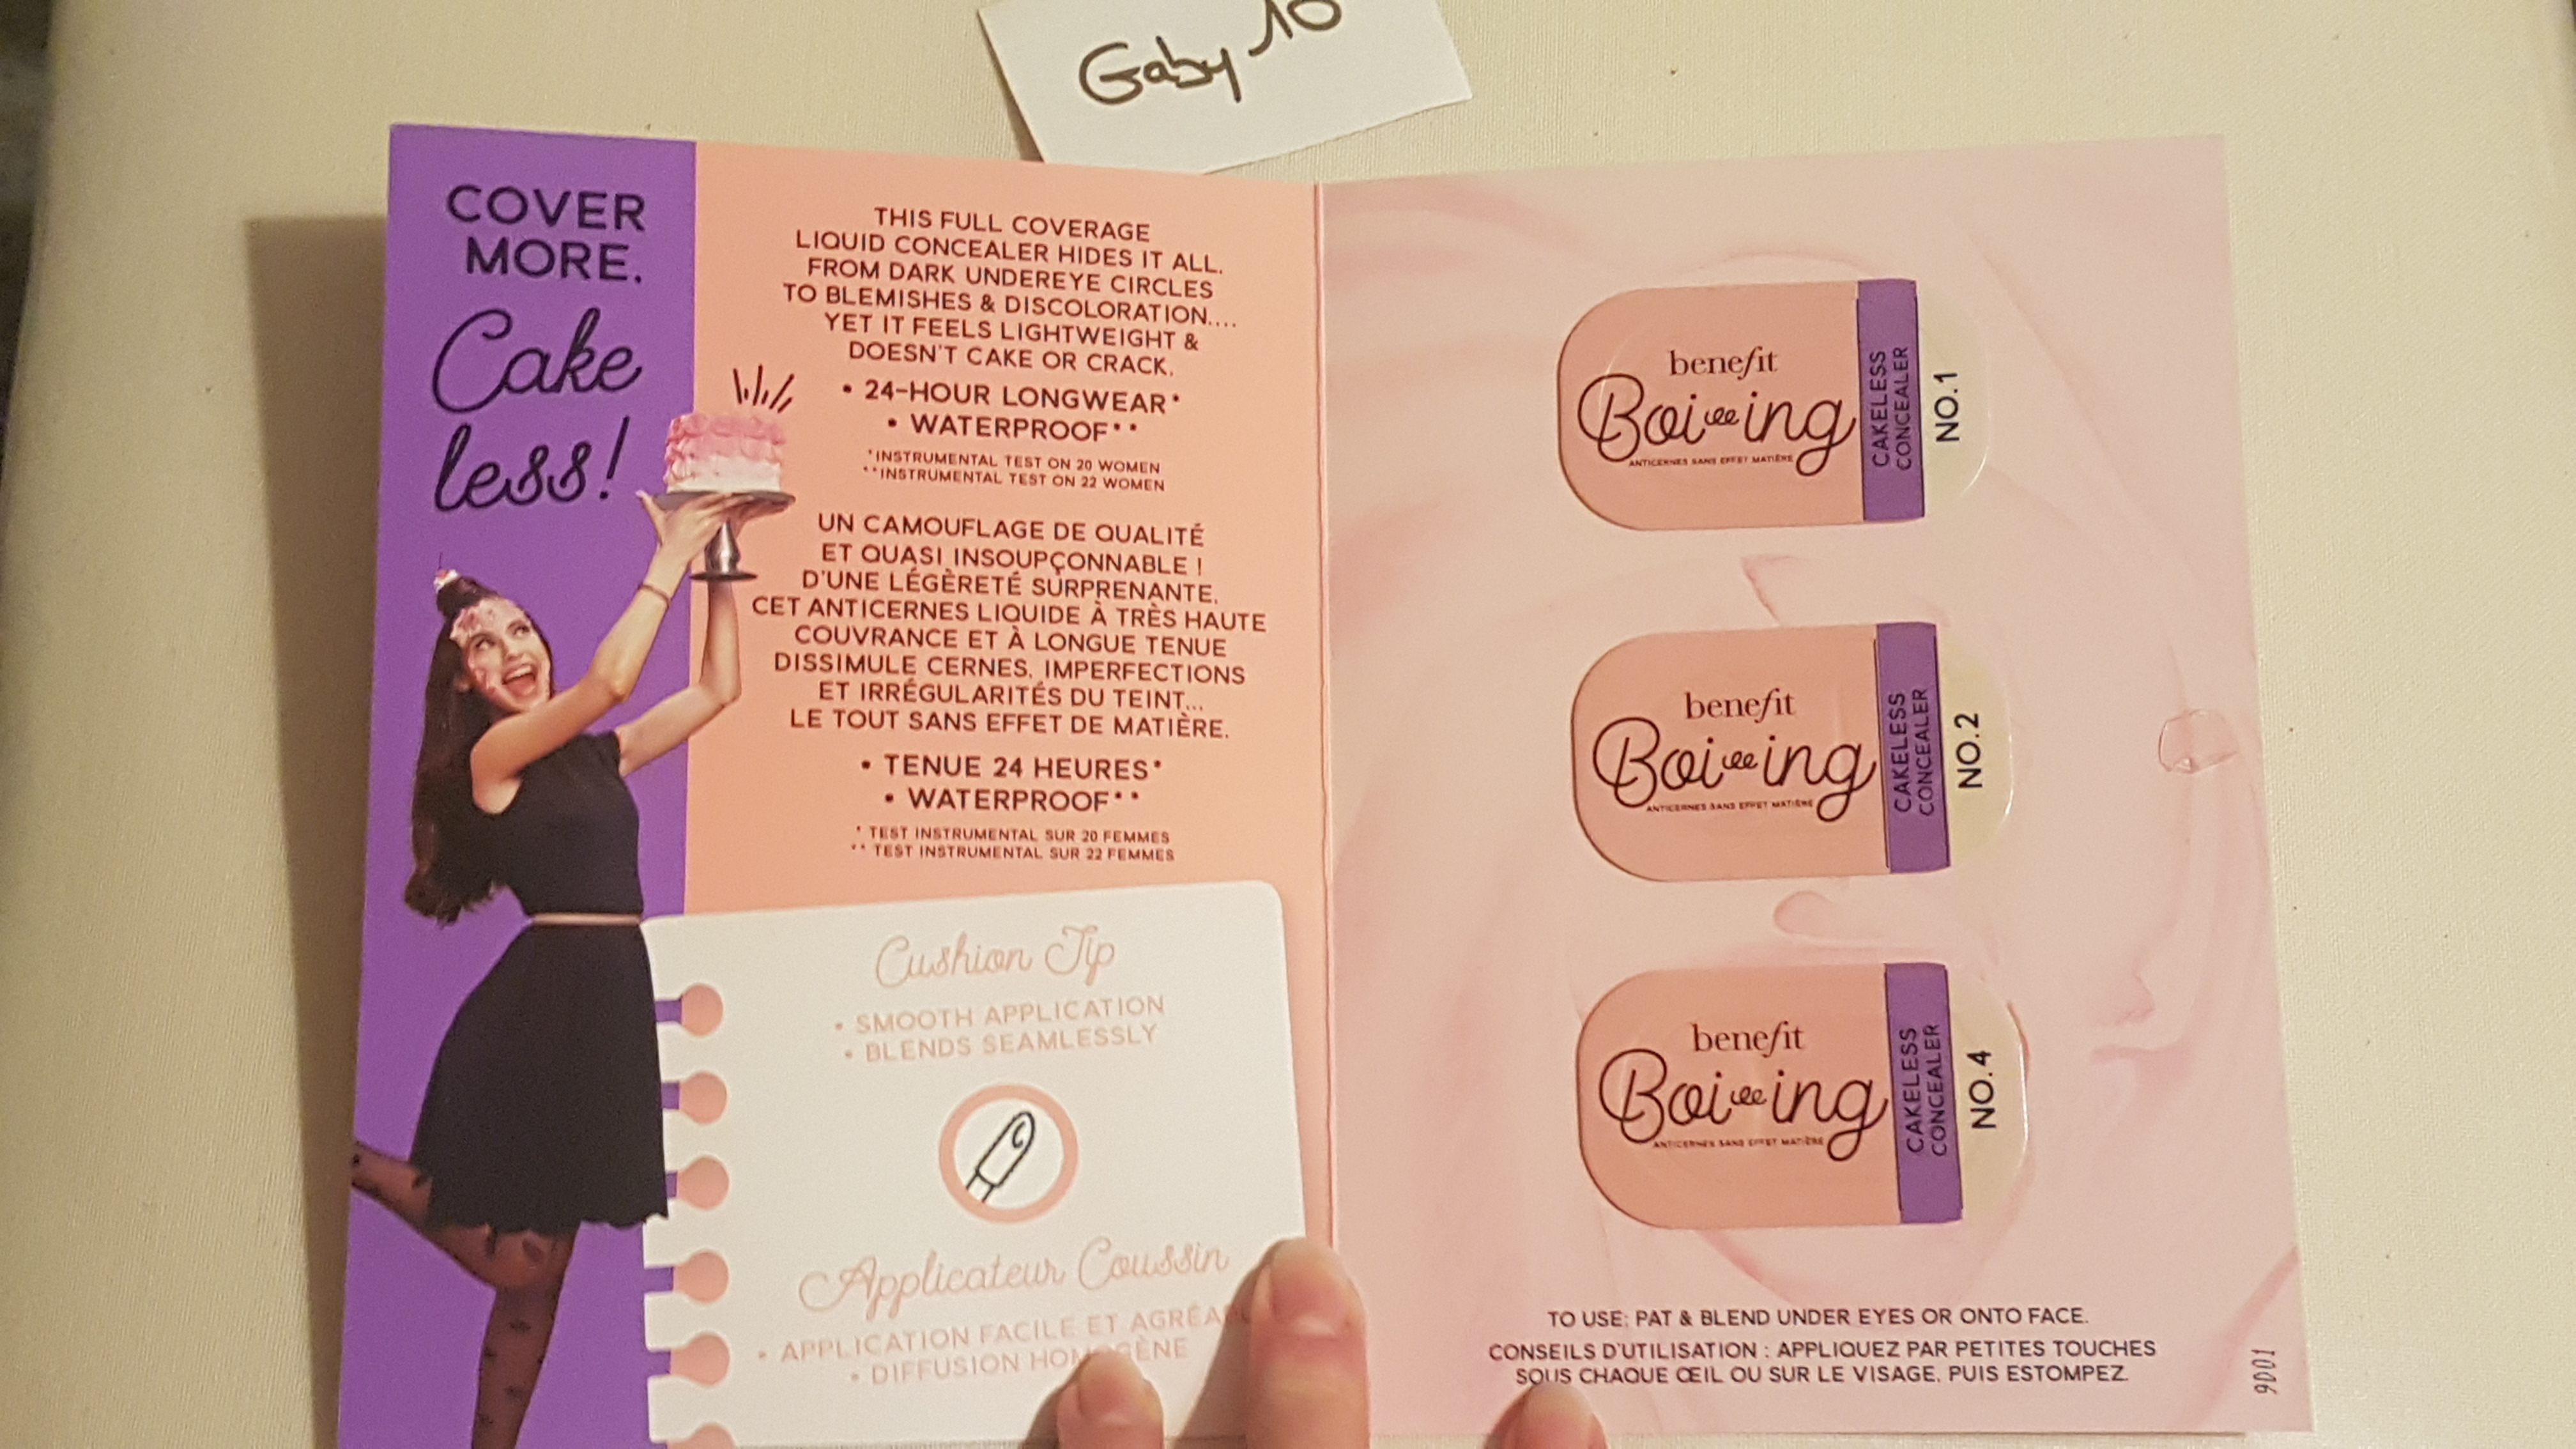 Gaby 10
COVER
MORE.
Cake
less!
THIS FULL COVERAGE
LIQUID CONCEALER HIDES IT ALL.
FROM DARK UNDEREYE CIRCLES
TO BLEMISHES & DISCOLORATION....
YET IT FEELS LIGHTWEIGHT &
DOESN'T CAKE OR CRACK.
• 24-HOUR LONGWEAR*
• WATERPROOF**
*INSTRUMENTAL TEST ON 20 WOMEN
**INSTRUMENTAL TEST ON 22 WOMEN
UN CAMOUFLAGE DE QUALITÉ
ET QUASI INSOUPÇONNABLE !
D'UNE LÉGÈRETÉ SURPRENANTE,
CET ANTICERNES LIQUIDE À TRÈS HAUTE
COUVRANCE ET À LONGUE TENUE
DISSIMULE CERNES, IMPERFECTIONS
ET IRRÉGULARITÉS DU TEINT...
LE TOUT SANS EFFET DE MATIÈRE.
• TENUE 24 HEURES*
• WATERPROOF**
* TEST INSTRUMENTAL SUR 20 FEMMES
** TEST INSTRUMENTAL SUR 22 FEMMES
Cushion Tip
• SMOOTH APPLICATION
• BLENDS SEAMLESSLY
Applicateur Coussin
• APPLICATION FACILE ET
• DIFFUSION
benefit
Boi-ing
ANTICERNES SANS EFFET MATIÈRE
CAKELESS
CONCEALER
NO.1
benefit
Boi-ing
ANTICERNES SANS EFFET MATIÈRE
CAKELESS
CONCEALER
NO.2
benefit
Boi-ing
ANTICERNES SANS EFFET MATIÈRE
CAKELESS
CONCEALER
NO.4
TO USE: PAT & BLEND UNDER EYES OR ONTO FACE.
CONSEILS D'UTILISATION : APPLIQUEZ PAR PETITES TOUCHES
SOUS CHAQUE ŒIL OU SUR LE VISAGE, PUIS ESTOMPEZ.